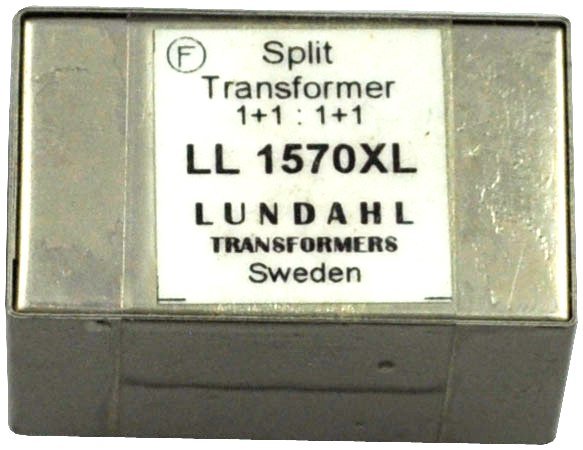 Ⓕ Split
Transformer
1+1 : 1+1
LL 1570XL
LUNDAHL
TRANSFORMERS
Sweden